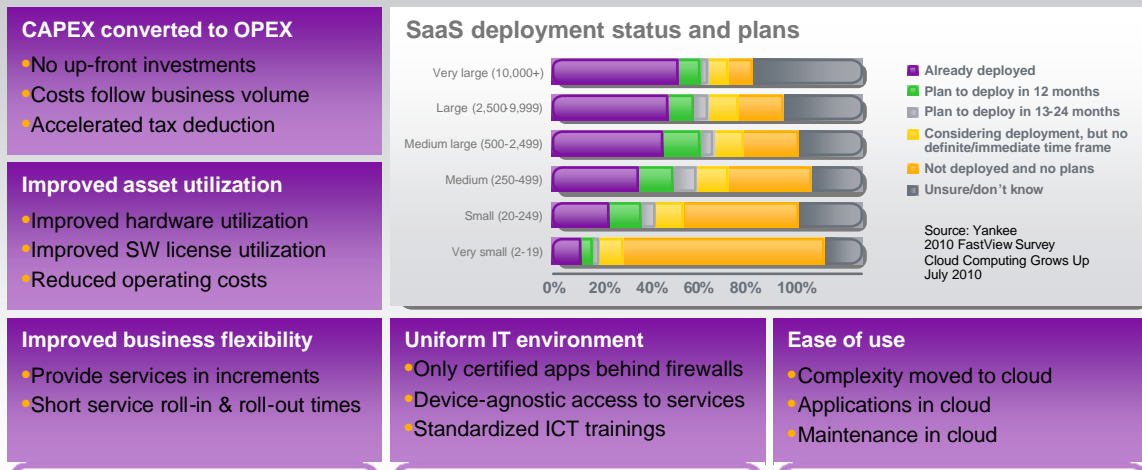 CAPEX converted to OPEX
•No up-front investments
•Costs follow business volume
•Accelerated tax deduction
SaaS deployment status and plans
Very large (10,000+)
Large (2,500-9,999)
Medium large (500-2,499)
Medium (250-499)
Small (20-249)
Very small (2-19)
0% 20% 40% 60% 80% 100%
Already deployed
Plan to deploy in 12 months
Plan to deploy in 13-24 months
Considering deployment, but no
definite/immediate time frame
Not deployed and no plans
Unsure/don't know
Source: Yankee
2010 FastView Survey
Cloud Computing Grows Up
July 2010
Improved asset utilization
•Improved hardware utilization
•Improved SW license utilization
•Reduced operating costs
Improved business flexibility
•Provide services in increments
•Short service roll-in & roll-out times
Uniform IT environment
•Only certified apps behind firewalls
•Device-agnostic access to services
•Standardized ICT trainings
Ease of use
•Complexity moved to cloud
•Applications in cloud
•Maintenance in cloud